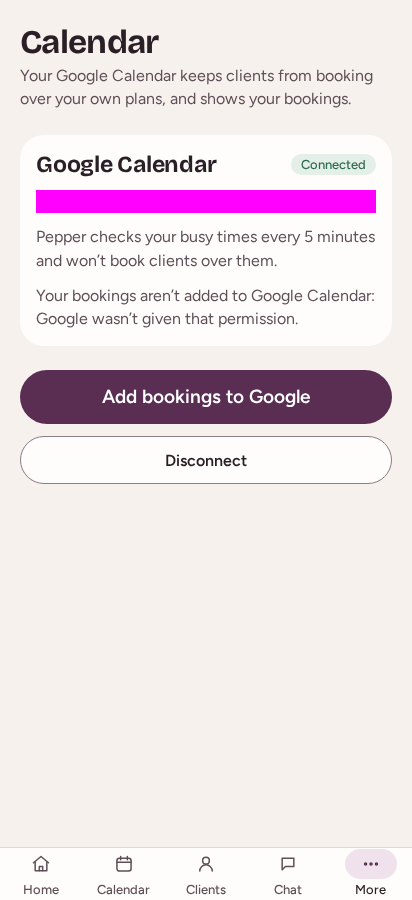 Calendar
Your Google Calendar keeps clients from booking
over your own plans, and shows your bookings.
Google Calendar
Connected
Pepper checks your busy times every 5 minutes
and won’t book clients over them.
Your bookings aren’t added to Google Calendar:
Google wasn’t given that permission.
Add bookings to Google
Disconnect
Home
Calendar
Clients
Chat
More